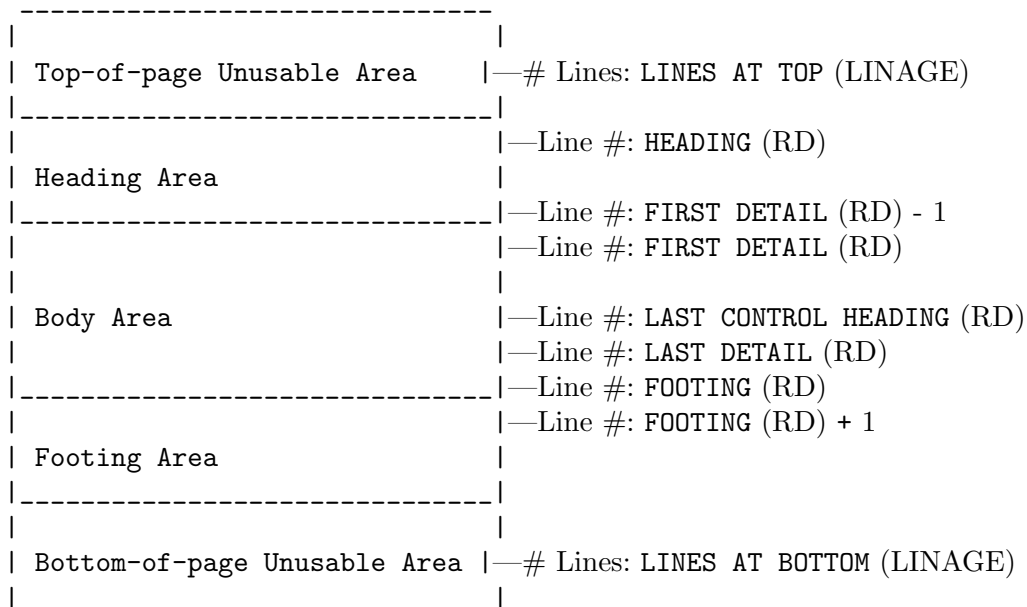 Top-of-page Unusable Area —# Lines: LINES AT TOP (LINAGE)
—Line #: HEADING (RD)
Heading Area
—Line #: FIRST DETAIL (RD) - 1
—Line #: FIRST DETAIL (RD)
Body Area —Line #: LAST CONTROL HEADING (RD)
—Line #: LAST DETAIL (RD)
—Line #: FOOTING (RD)
—Line #: FOOTING (RD) + 1
Footing Area
Bottom-of-page Unusable Area —# Lines: LINES AT BOTTOM (LINAGE)